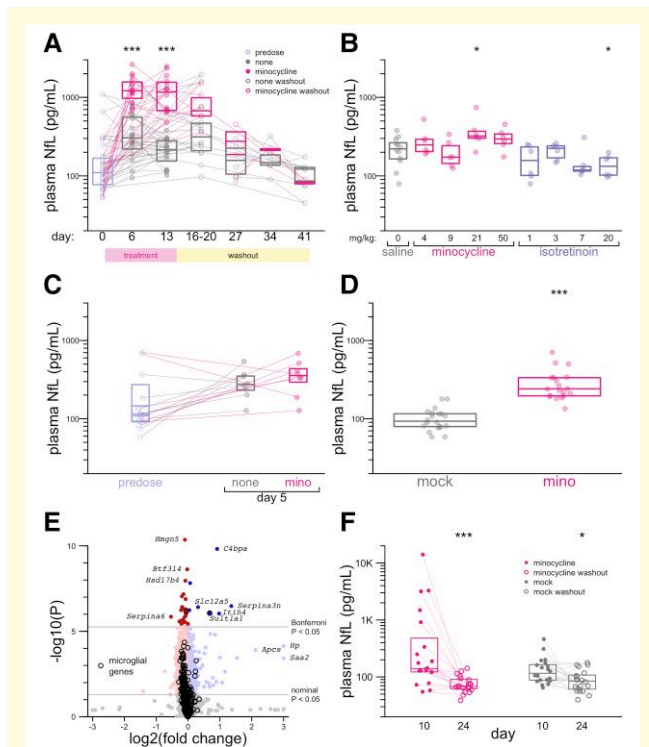 A
*** ***
predose
none
minocycline
none washout
minocycline washout
plasma NfL (pg/mL)
1000
100
day: 0 6 13 16-20 27 34 41
treatment washout
B
* *
plasma NfL (pg/mL)
1000
100
mg/kg: 0 4 9 21 50 1 3 7 20
saline minocycline isotretinoin
C
plasma NfL (pg/mL)
1000
100
predose none mino
day 5
D
***
plasma NfL (pg/mL)
1000
100
mock mino
E
-log10(P)
10
8
6
4
2
0
Hmgn5
C4bpa
Btf3l4
Hsd17b4
Slc12a5
Serpina3n
Serpina6
Itih4
Sult1a1
Bonferroni
P < 0.05
Hp
Apcs
Saa2
microglial
genes
nominal
P < 0.05
-3 -2 -1 0 1 2 3
log2(fold change)
F
*** *
minocycline
minocycline washout
mock
mock washout
plasma NfL (pg/mL)
10K
1K
100
10 24 10 24
day